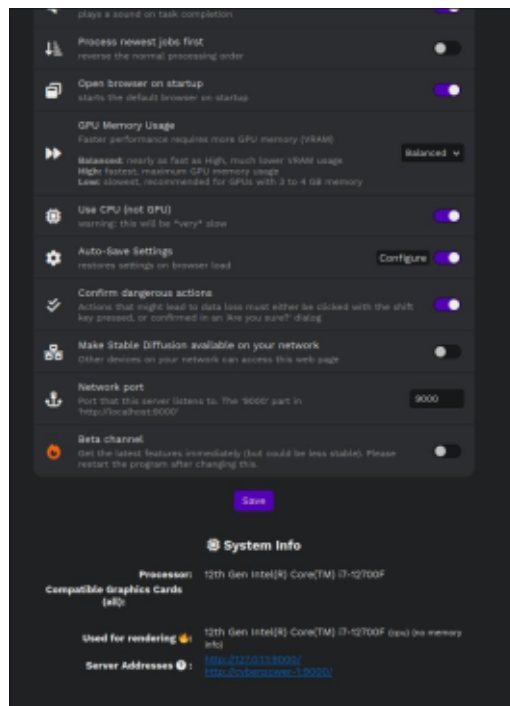 plays a sound on task completion
Process newest jobs first
reverse the normal processing order
Open browser on startup
starts the default browser on startup
GPU Memory Usage
Faster performance requires more GPU memory (VRAM)
Balanced: nearly as fast as High, much lower VRAM usage
High: fastest, maximum GPU memory usage
Low: slowest, recommended for GPUs with 3 to 4 GB memory
Balanced
Use CPU (not GPU)
warning: this will be *very* slow
Auto-Save Settings
restores settings on browser load
Configure
Confirm dangerous actions
Actions that might lead to data loss must either be clicked with the shift
key pressed, or confirmed in an 'Are you sure?' dialog
Make Stable Diffusion available on your network
Other devices on your network can access this web page
Network port
Port that this server listens to. The '9000' part in
'http://localhost:9000'
9000
Beta channel
Get the latest features immediately (but could be less stable). Please
restart the program after changing this.
Save
System Info
Processor: 12th Gen Intel(R) Core(TM) i7-12700F
Compatible Graphics Cards
(all):
Used for rendering 🔥: 12th Gen Intel(R) Core(TM) i7-12700F (cpu) (no memory
info)
Server Addresses ?: http://127.0.1.1:9000/
http://cyberpower-1:9000/